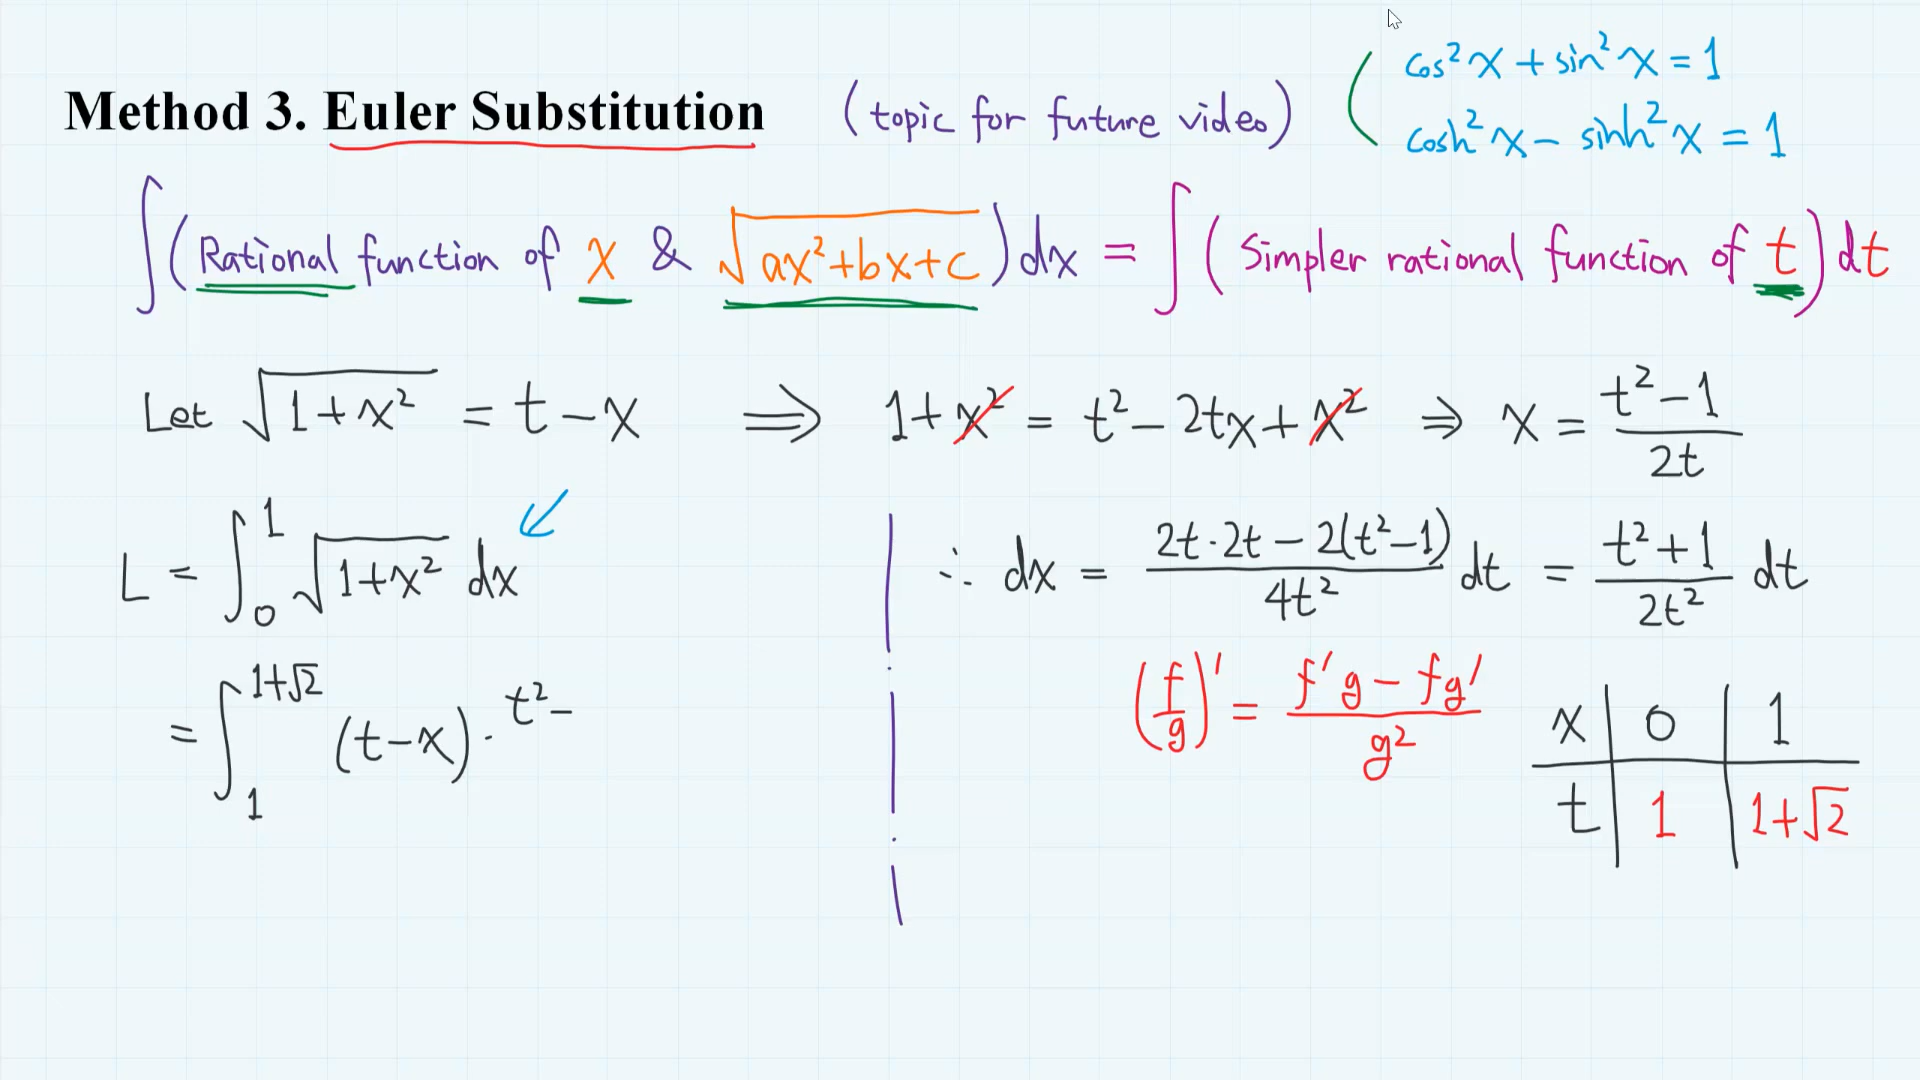 Method 3. Euler Substitution (topic for future video)
cos²x + sin²x = 1
cosh²x − sinh²x = 1
∫(Rational function of x & √(ax²+bx+c))dx = ∫(Simpler rational function of t)dt
Let √(1+x²) = t − x ⟹ 1 + x² = t² − 2tx + x² ⇒ x = (t² − 1)/(2t)
L = ∫₀¹ √(1+x²) dx
∴ dx = (2t·2t − 2(t²−1))/(4t²) dt = (t²+1)/(2t²) dt
= ∫₁^(1+√2) (t−x) · t² −
(f/g)' = (f'g − fg')/g²
x | 0 | 1
t | 1 | 1+√2